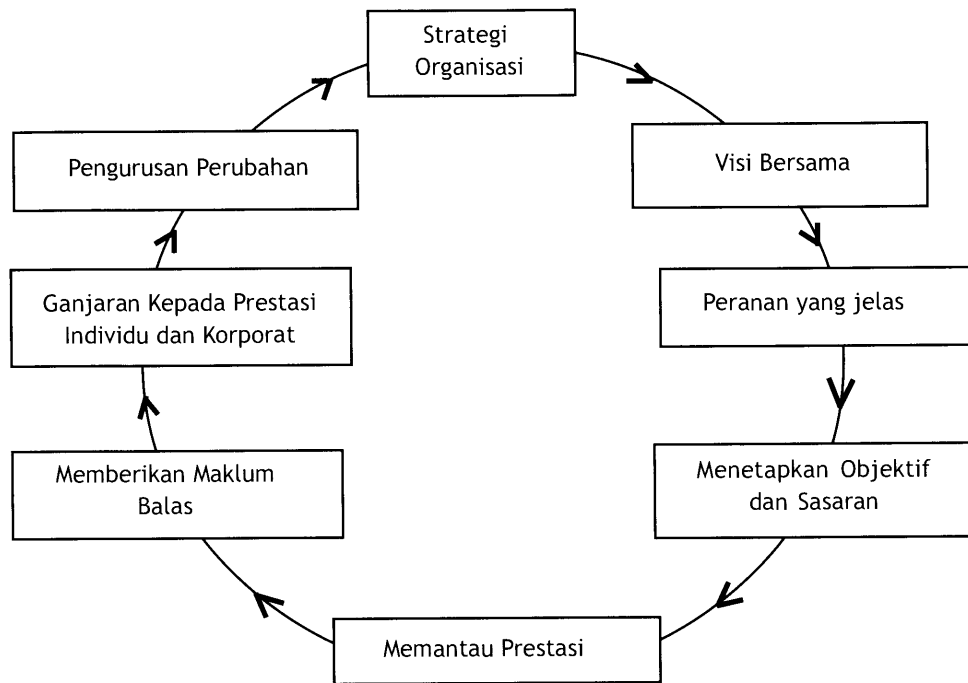 Strategi
Organisasi
Visi Bersama
Peranan yang jelas
Menetapkan Objektif
dan Sasaran
Memantau Prestasi
Memberikan Maklum
Balas
Ganjaran Kepada Prestasi
Individu dan Korporat
Pengurusan Perubahan